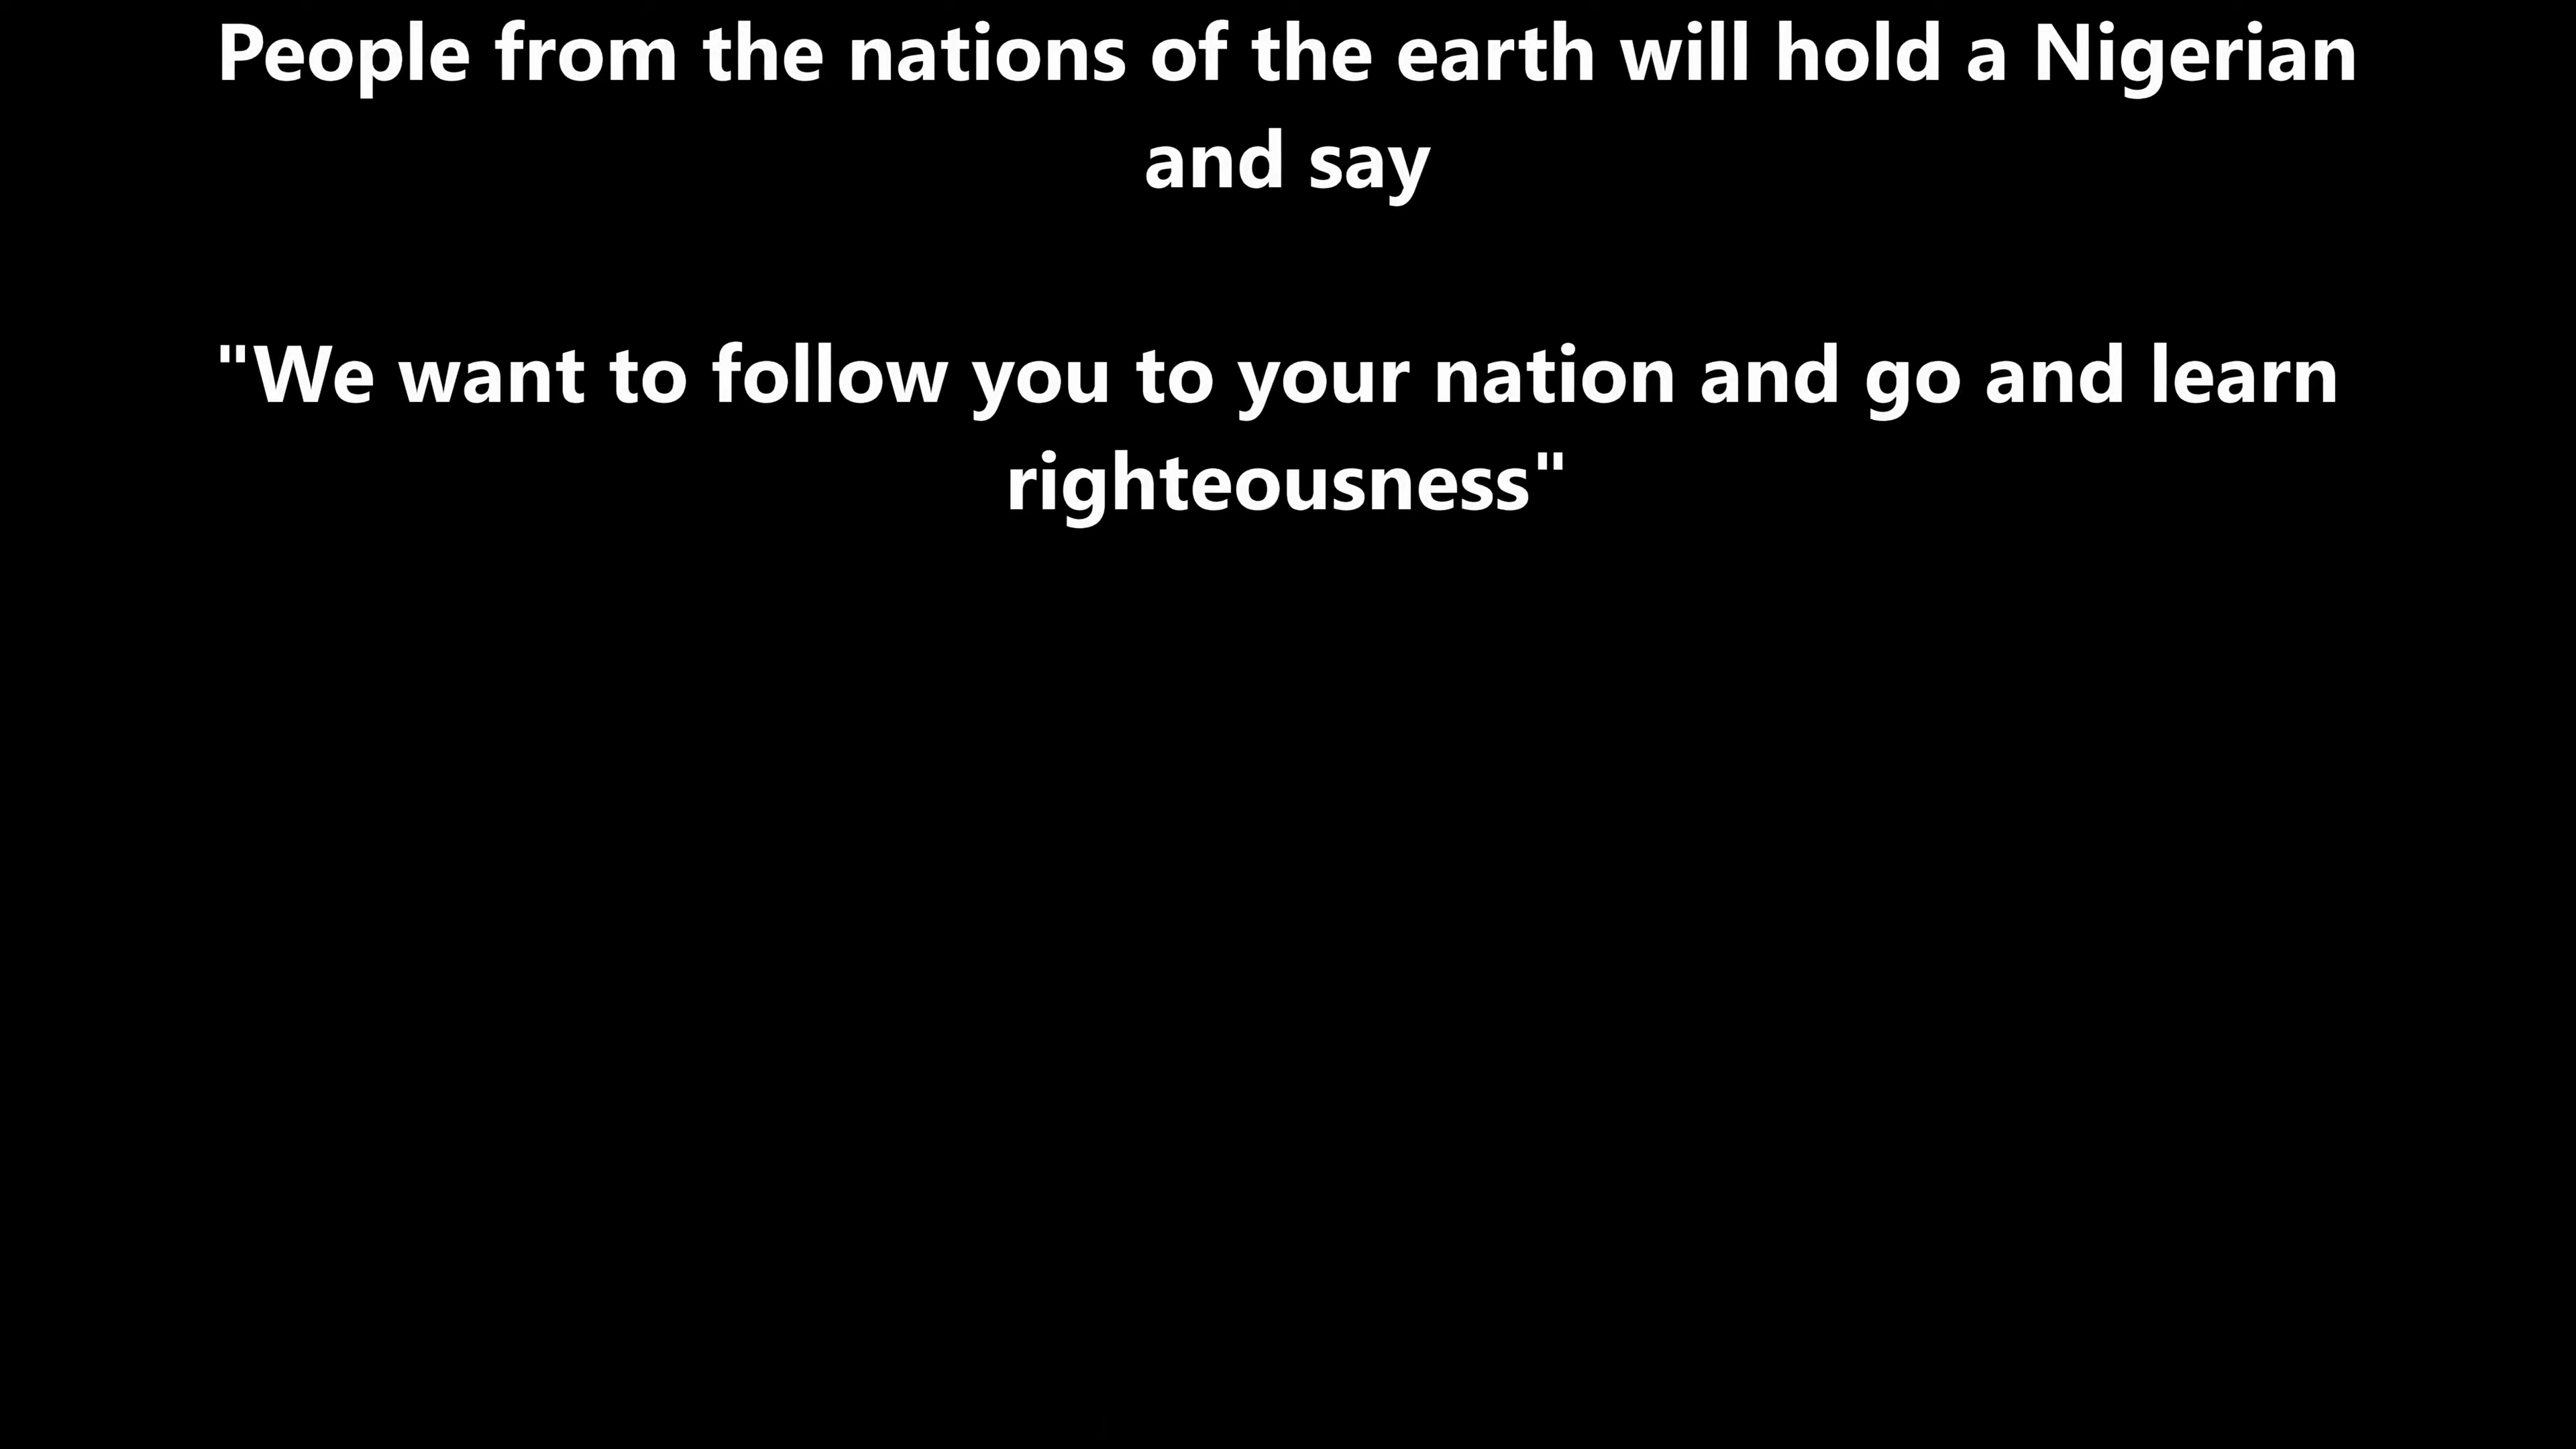 People from the nations of the earth will hold a Nigerian
and say
"We want to follow you to your nation and go and learn
righteousness"